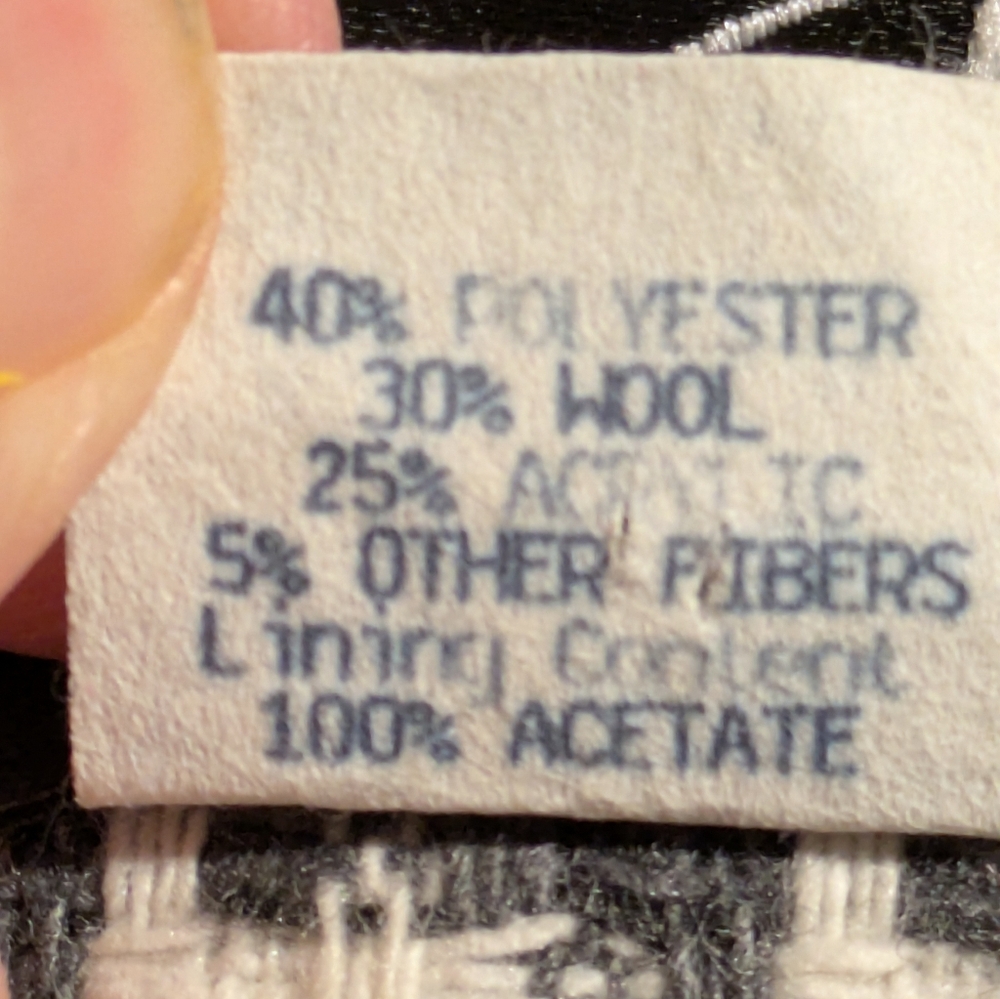 40% POLYESTER
30% WOOL
25% ACRYLIC
5% OTHER FIBERS
Lining Content
100% ACETATE